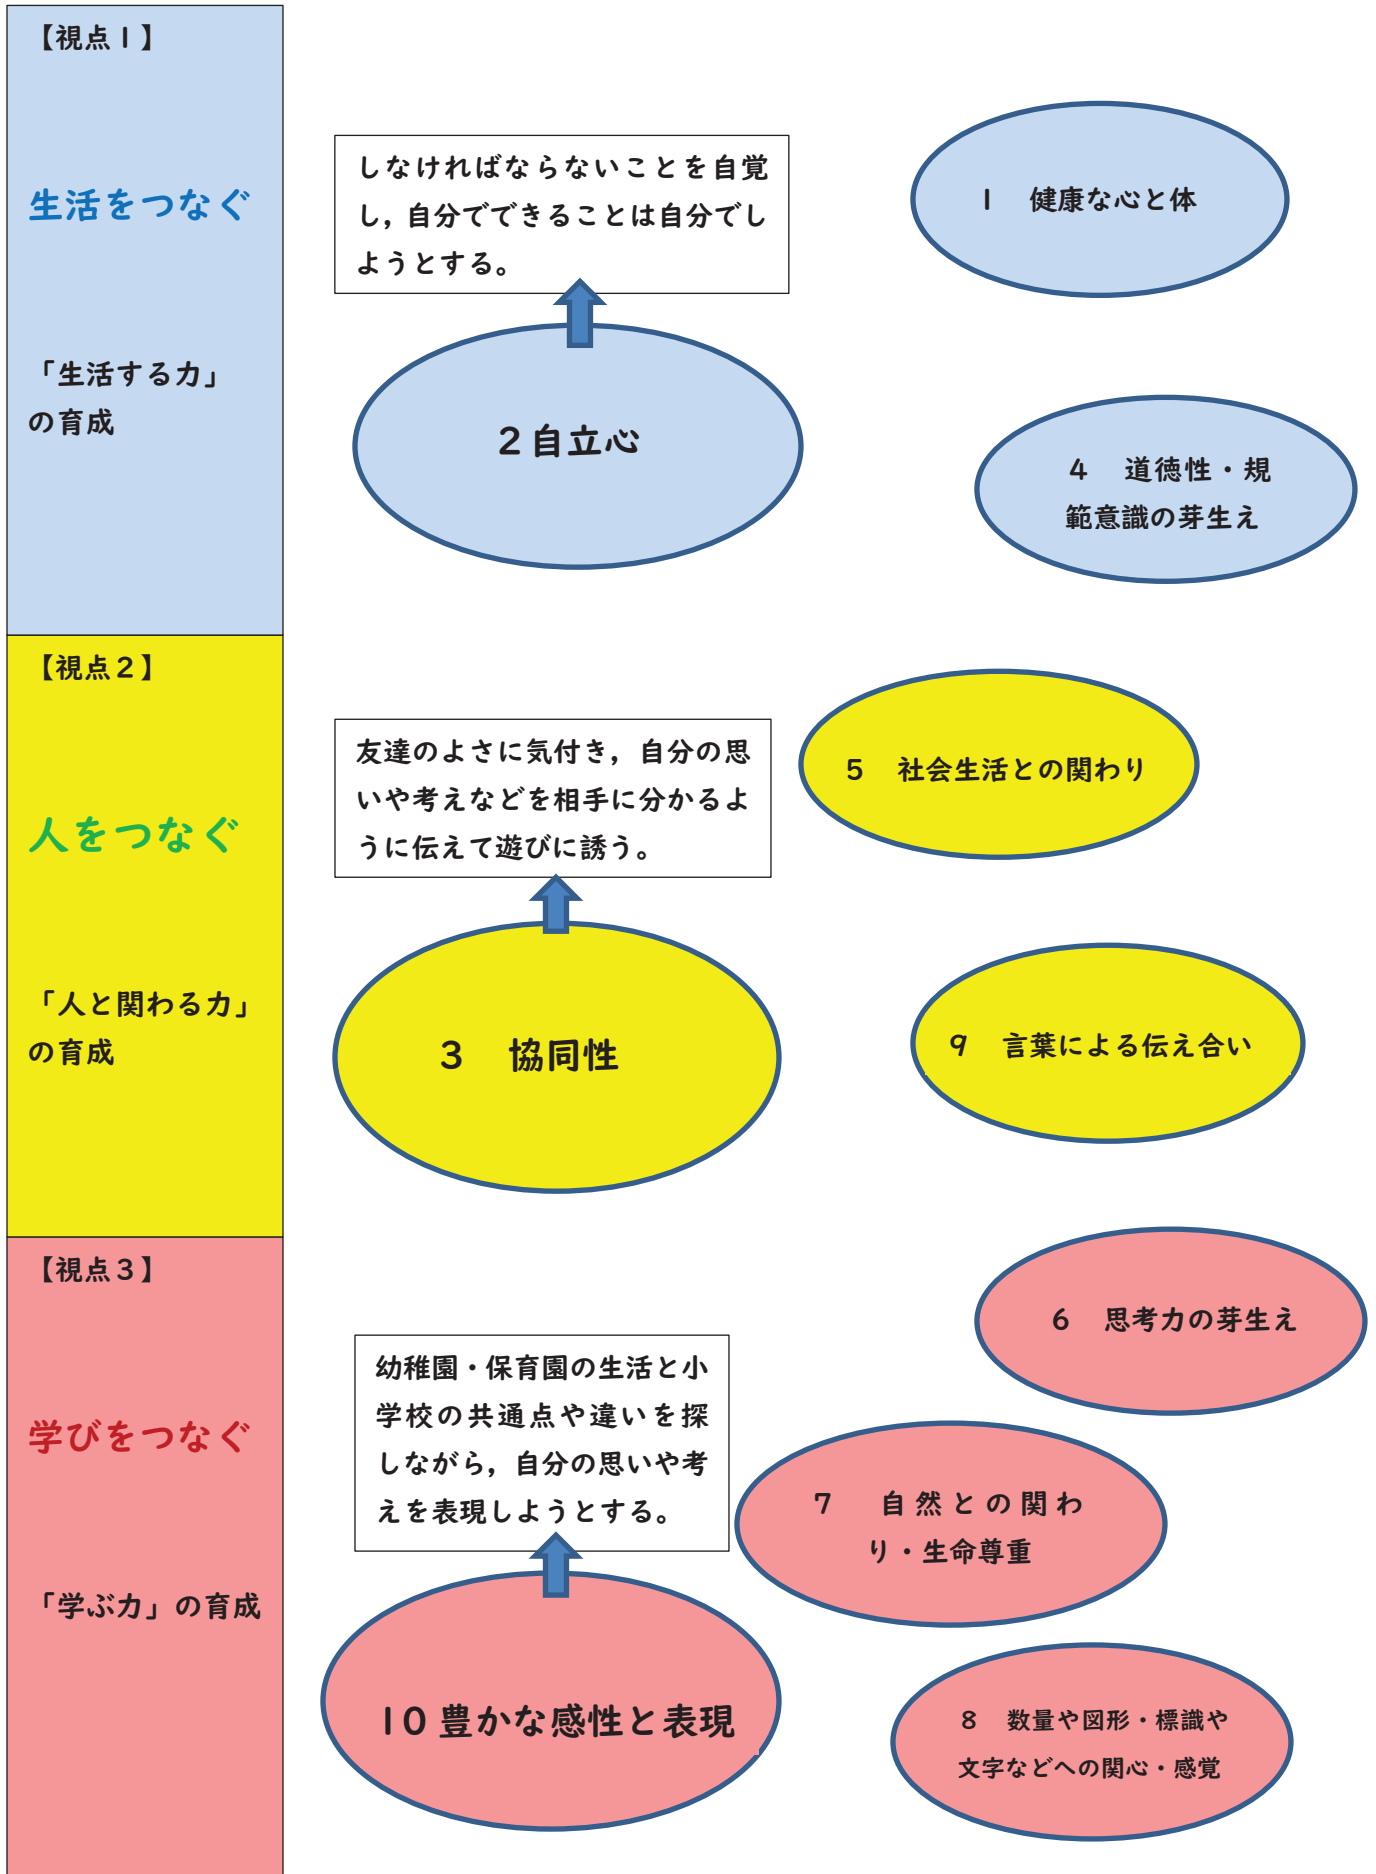 【視点1】
生活をつなぐ
「生活する力」
の育成
しなければならないことを自覚
し，自分でできることは自分でし
ようとする。
2自立心
1　健康な心と体
4　道徳性・規
範意識の芽生え
【視点2】
人をつなぐ
「人と関わる力」
の育成
友達のよさに気付き，自分の思
いや考えなどを相手に分かるよ
うに伝えて遊びに誘う。
3　協同性
5　社会生活との関わり
9　言葉による伝え合い
【視点3】
学びをつなぐ
「学ぶ力」の育成
幼稚園・保育園の生活と小
学校の共通点や違いを探
しながら，自分の思いや考
えを表現しようとする。
10豊かな感性と表現
6　思考力の芽生え
7　自然との関わ
り・生命尊重
8　数量や図形・標識や
文字などへの関心・感覚